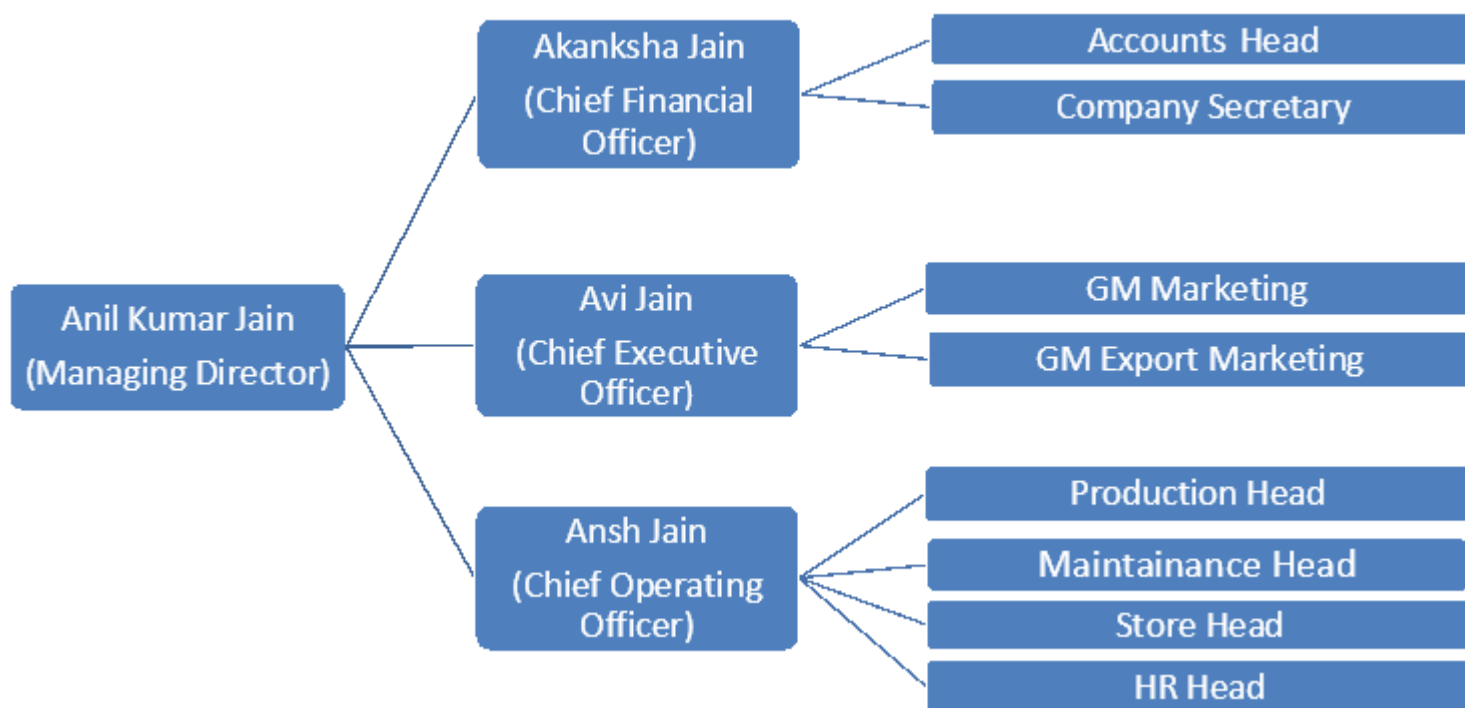 Akanksha Jain
(Chief Financial
Officer)
Accounts Head
Company Secretary
Anil Kumar Jain
(Managing Director)
Avi Jain
(Chief Executive
Officer)
GM Marketing
GM Export Marketing
Ansh Jain
(Chief Operating
Officer)
Production Head
Maintainance Head
Store Head
HR Head